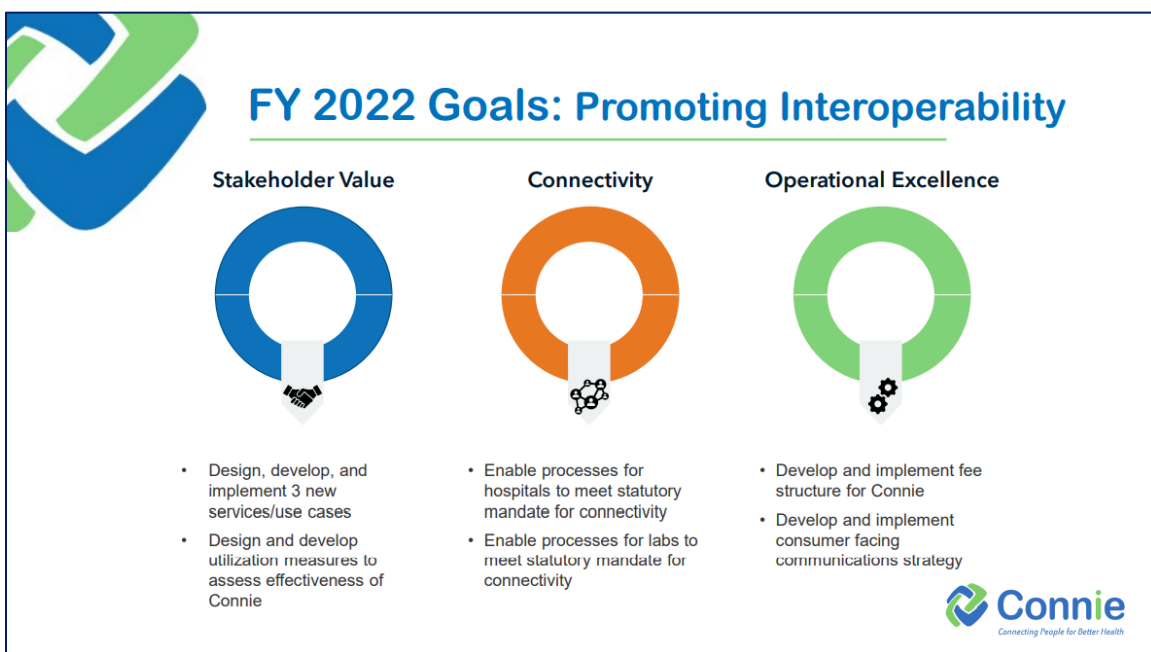 FY 2022 Goals: Promoting Interoperability
Stakeholder Value
Connectivity
Operational Excellence
• Design, develop, and
implement 3 new
services/use cases
• Design and develop
utilization measures to
assess effectiveness of
Connie
• Enable processes for
hospitals to meet statutory
mandate for connectivity
• Enable processes for labs to
meet statutory mandate for
connectivity
• Develop and implement fee
structure for Connie
• Develop and implement
consumer facing
communications strategy
Connie
Connecting People for Better Health